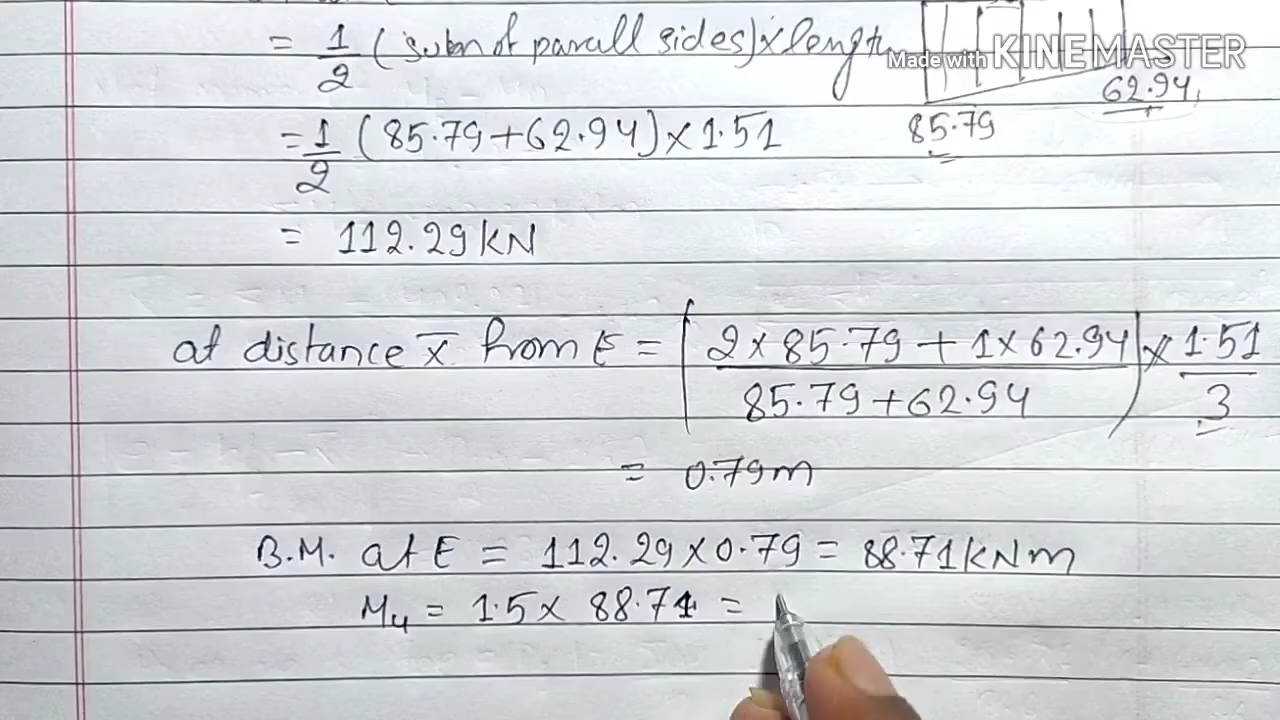 = 1/2 (sum of parall sides) x length
Made with KINEMASTER
62.94
= 1/2 (85.79+62.94) x 1.51
85.79
= 112.29 KN
at distance x̄ from E = (2 x 85.79 + 1 x 62.94 / 85.79 + 62.94) x 1.51/3
= 0.79m
B.M. at E = 112.29 x 0.79 = 88.71 KNm
Mu = 1.5 x 88.71 =